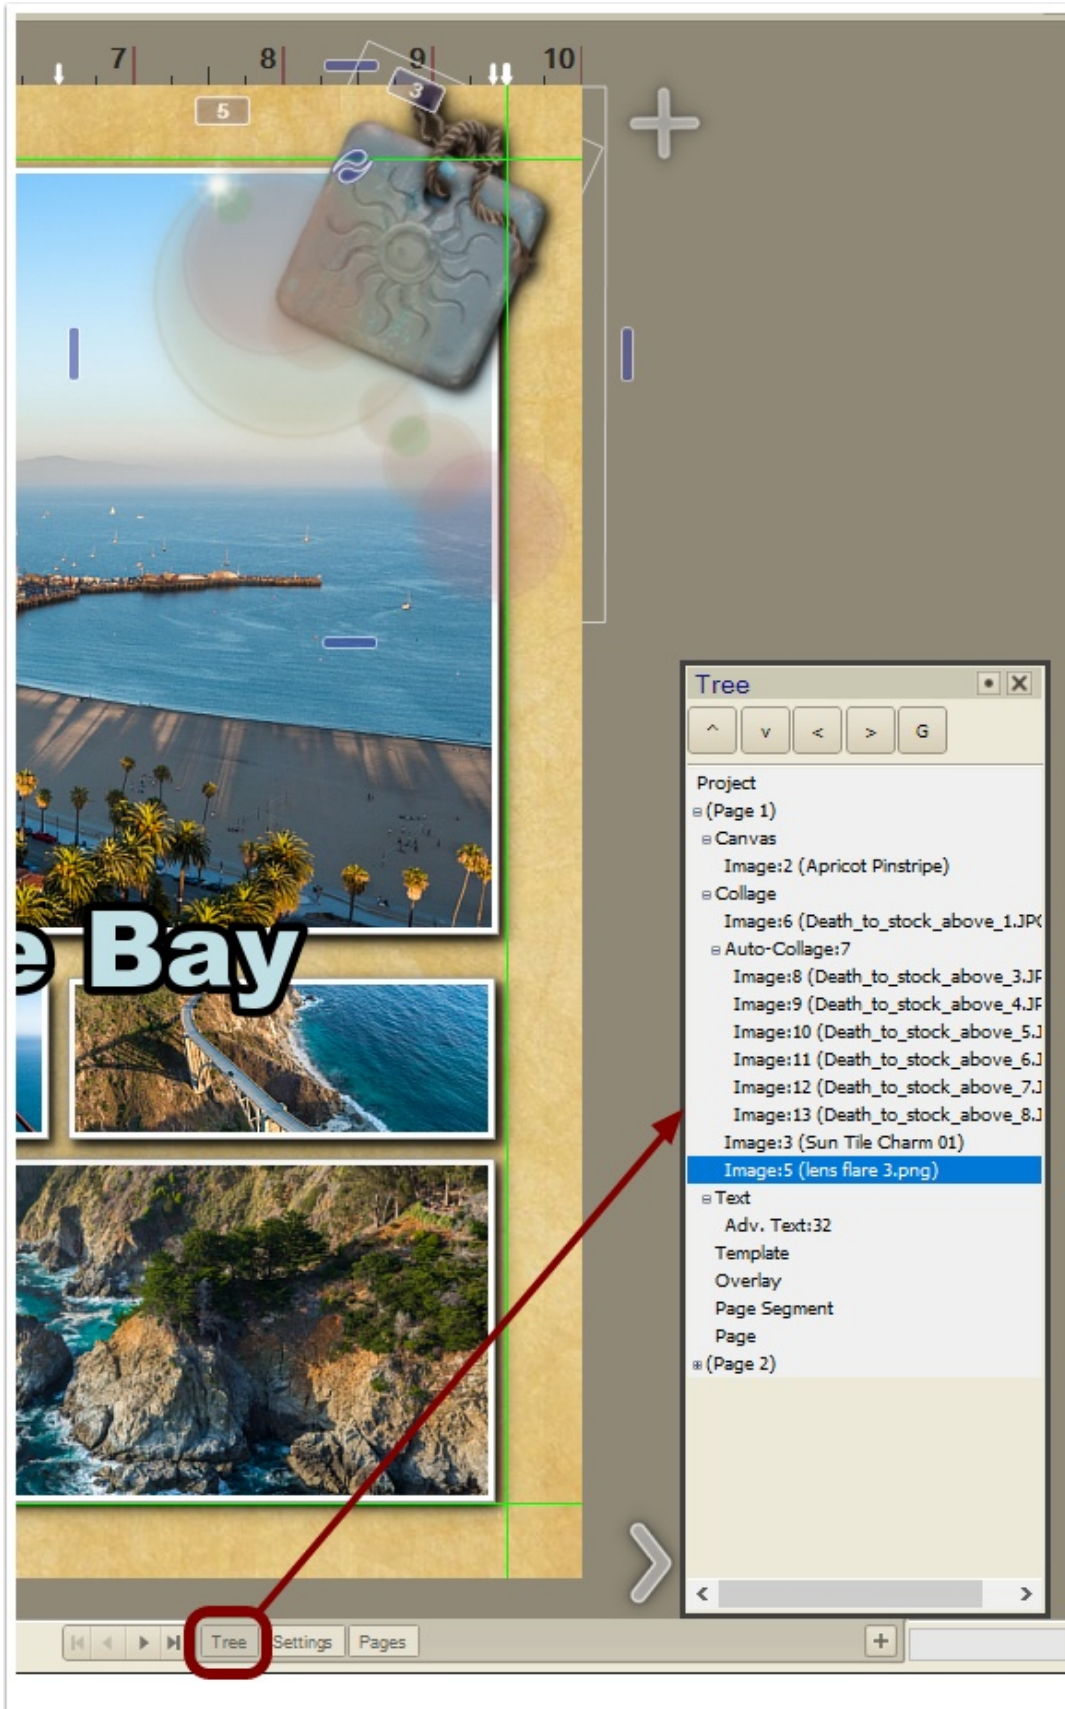 7 8 9 10
3
5
e Bay
Tree
^ v < > G
Project
(Page 1)
Canvas
Image:2 (Apricot Pinstripe)
Collage
Image:6 (Death_to_stock_above_1.JPG
Auto-Collage:7
Image:8 (Death_to_stock_above_3.JP
Image:9 (Death_to_stock_above_4.JP
Image:10 (Death_to_stock_above_5.J
Image:11 (Death_to_stock_above_6.J
Image:12 (Death_to_stock_above_7.J
Image:13 (Death_to_stock_above_8.J
Image:3 (Sun Tile Charm 01)
Image:5 (lens flare 3.png)
Text
Adv. Text:32
Template
Overlay
Page Segment
Page
(Page 2)
Tree Settings Pages